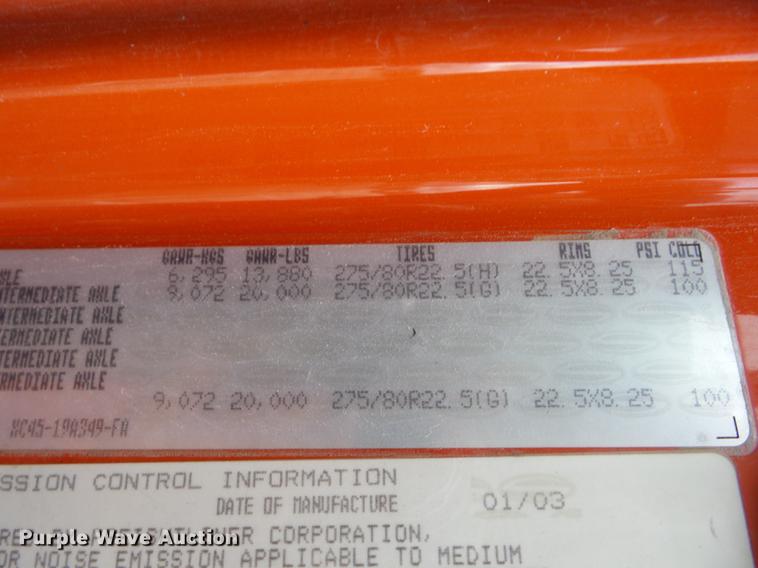 GAWR-KGS GAWR-LBS TIRES RIMS PSI COLD
XLE 6,295 13,880 275/80R22.5(H) 22.5X8.25 115
NTERMEDIATE AXLE 9,072 20,000 275/80R22.5(G) 22.5X8.25 100
NTERMEDIATE AXLE
ERMEDIATE AXLE
NTERMEDIATE AXLE
RMEDIATE AXLE
9,072 20,000 275/80R22.5(G) 22.5X8.25 100
XC45-19A349-FA
SSION CONTROL INFORMATION
DATE OF MANUFACTURE 01/03
CORPORATION,
OR NOISE EMISSION APPLICABLE TO MEDIUM
Purple Wave Auction